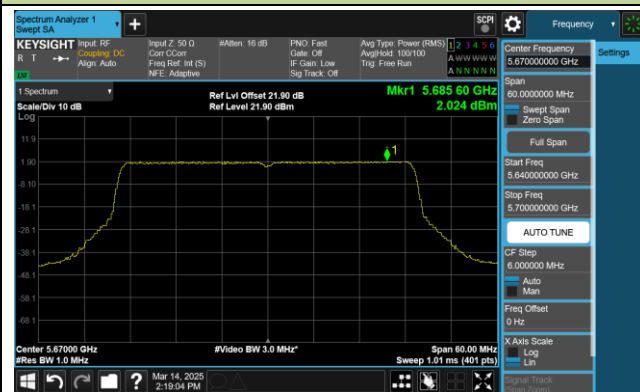 Spectrum Analyzer 1
Swept SA
+
SCPI
Frequency
KEYSIGHT
R T
Input: RF
Coupling: DC
Align: Auto
Input Z: 50 Ω
Corr CCorr
Freq Ref: Int (S)
NFE: Adaptive
#Atten: 16 dB
PNO: Fast
Gate: Off
IF Gain: Low
Sig Track: Off
Avg Type: Power (RMS)
Avg|Hold: 100/100
Trig: Free Run
1 2 3 4 5 6
A W W W W W
A N N N N N
1 Spectrum
Scale/Div 10 dB
Log
Ref Lvl Offset 21.90 dB
Ref Level 21.90 dBm
Mkr1 5.685 60 GHz
2.024 dBm
11.9
1.90
-8.10
-18.1
-28.1
-38.1
-48.1
-58.1
-68.1
1
Center 5.67000 GHz
#Res BW 1.0 MHz
#Video BW 3.0 MHz*
Span 60.00 MHz
Sweep 1.01 ms (401 pts)
Mar 14, 2025
2:19:04 PM
?
Center Frequency
5.670000000 GHz
Settings
Span
60.0000000 MHz
Swept Span
Zero Span
Full Span
Start Freq
5.640000000 GHz
Stop Freq
5.700000000 GHz
AUTO TUNE
CF Step
6.000000 MHz
Auto
Man
Freq Offset
0 Hz
X Axis Scale
Log
Lin
Signal Track
(Span Zoom)